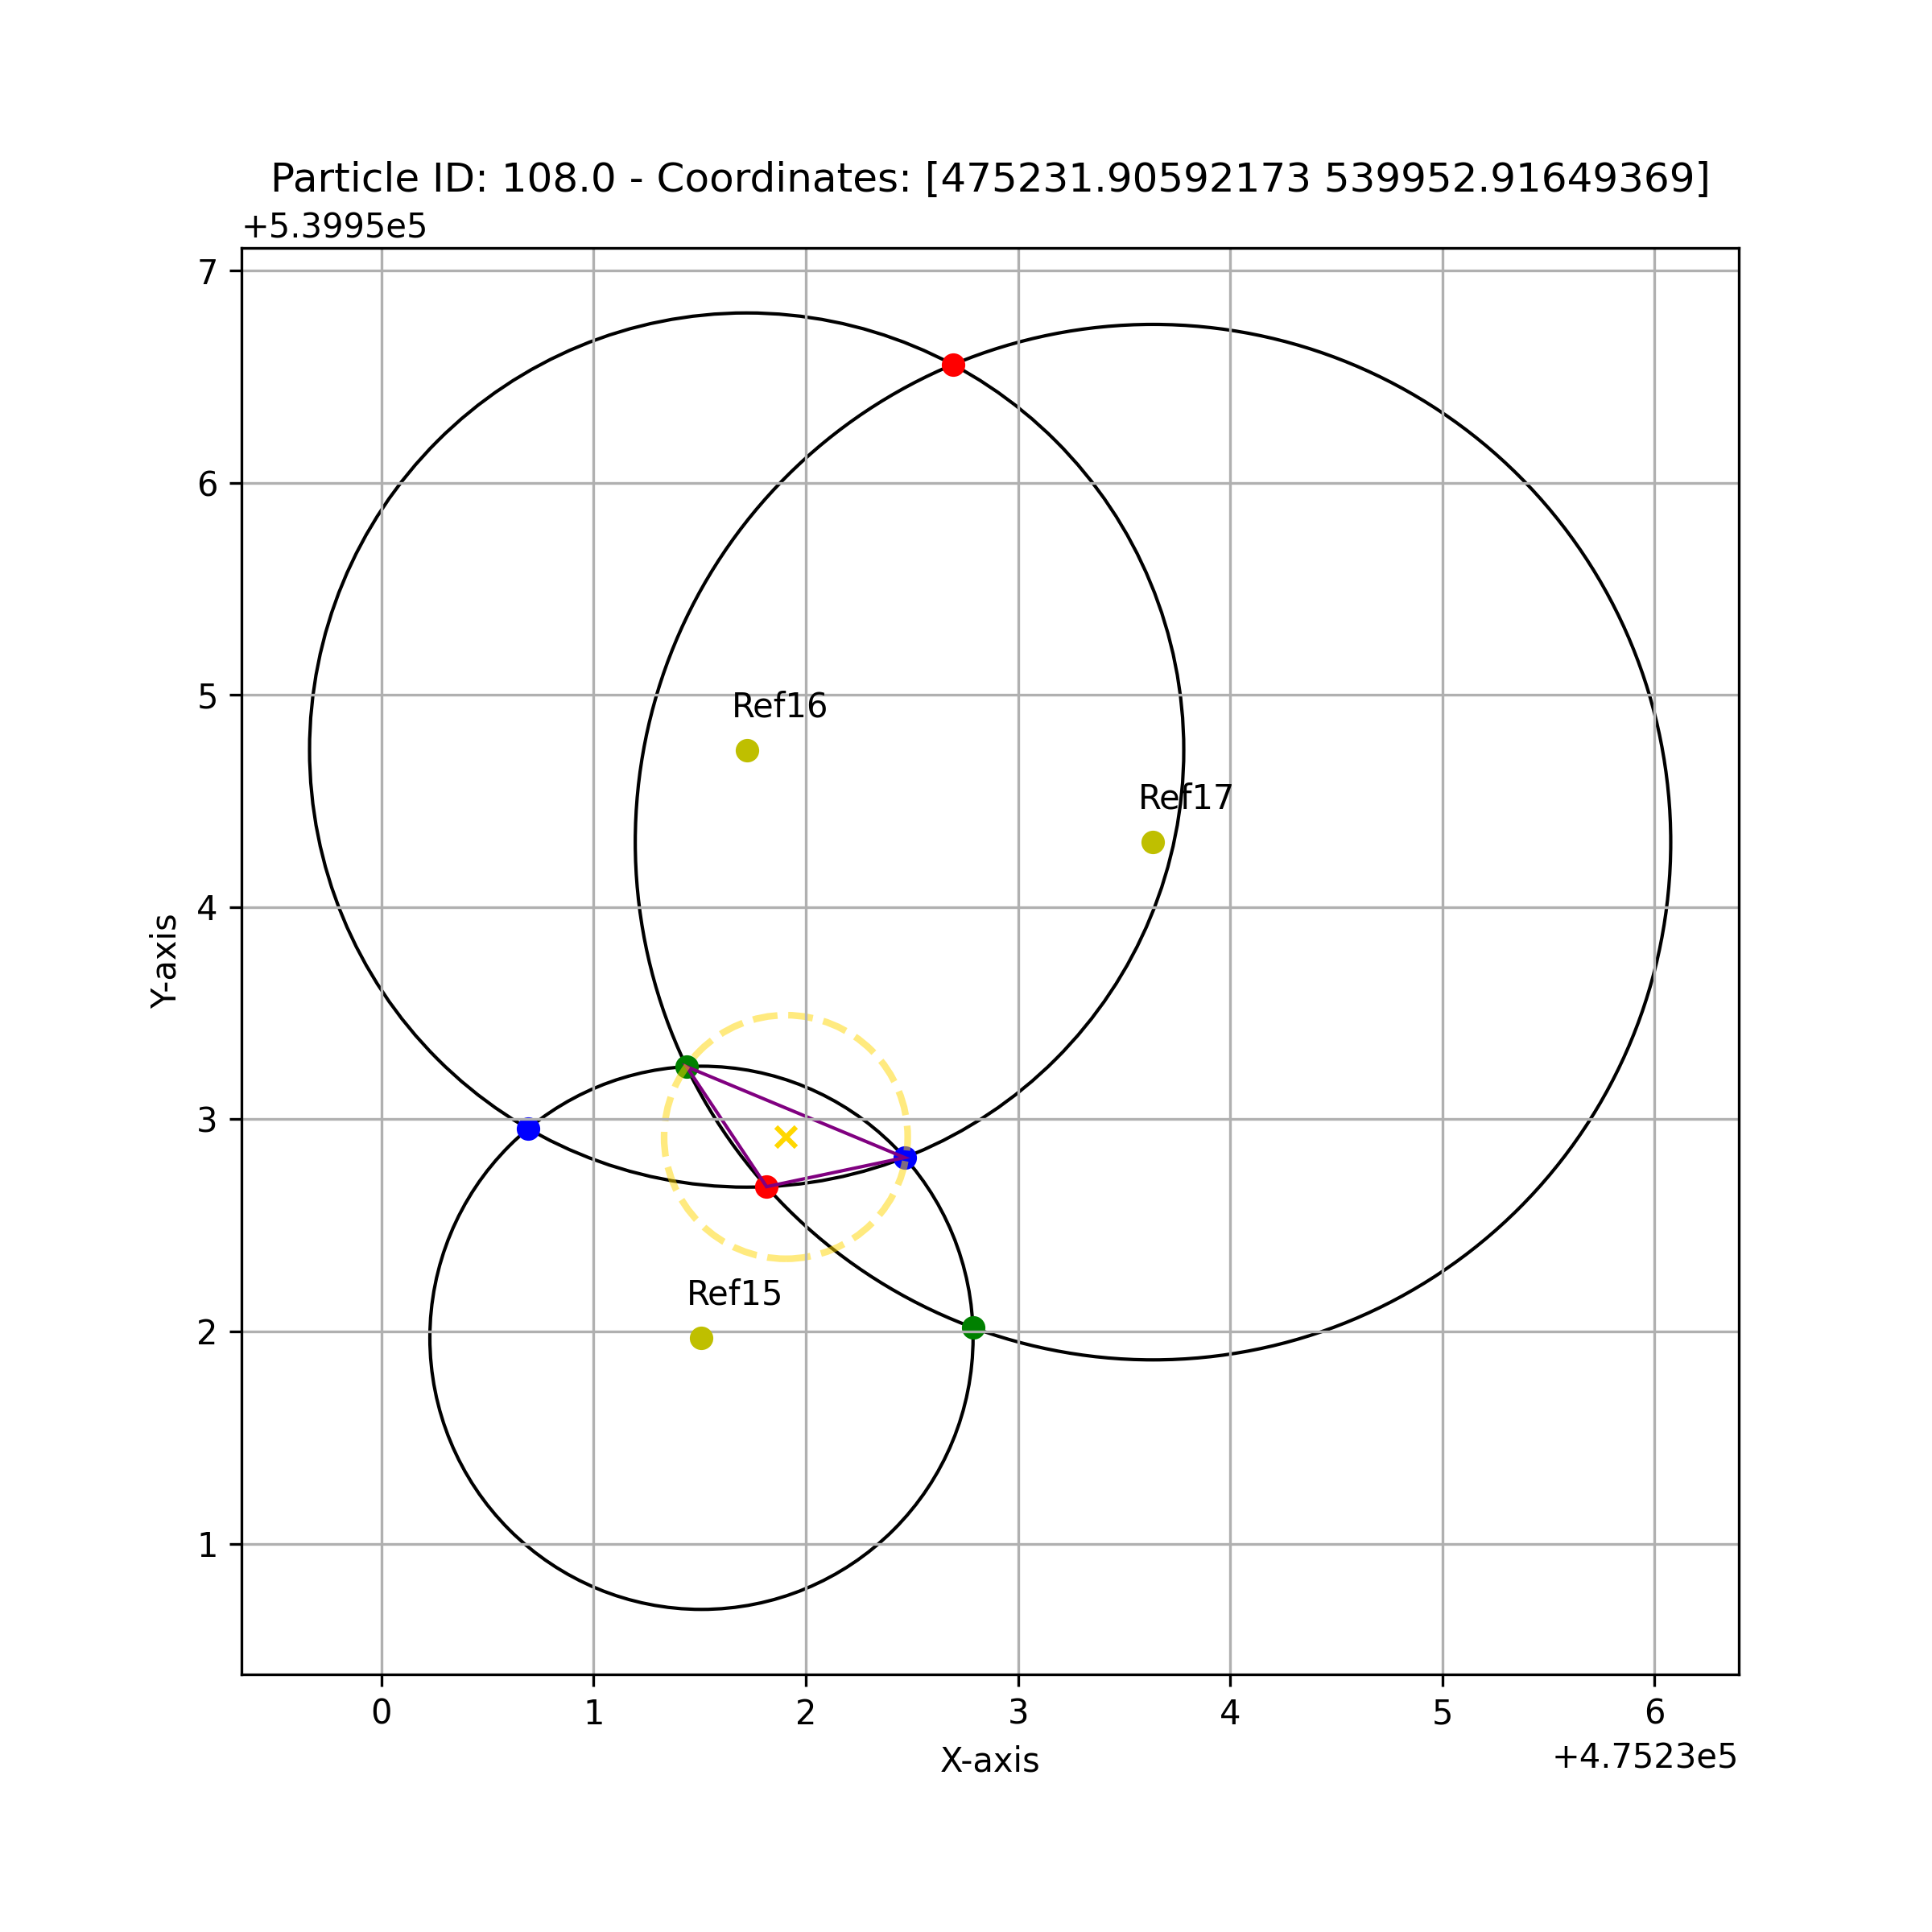 Particle ID: 108.0 - Coordinates: [475231.90592173 539952.91649369]
+5.3995e5
7
6
5
4
3
2
1
Y-axis
Ref16
Ref17
Ref15
0 1 2 3 4 5 6
X-axis
+4.7523e5